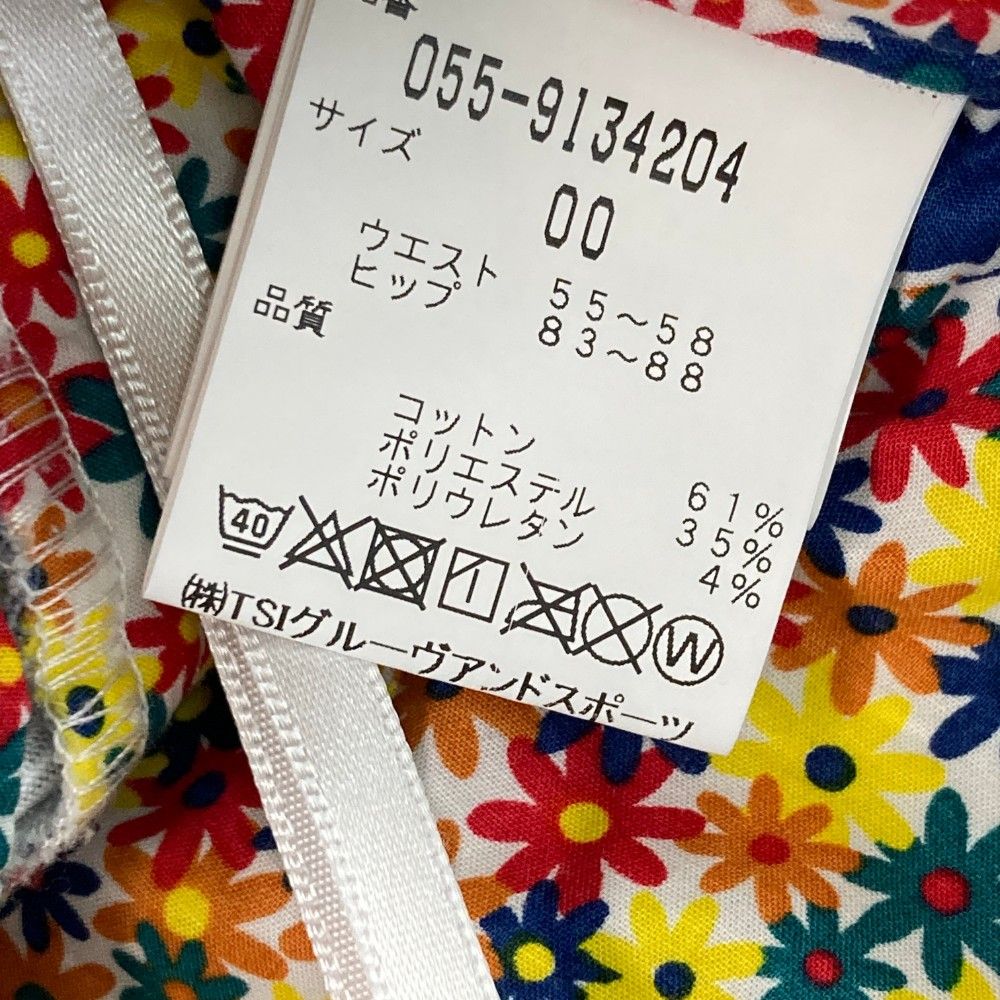 品番
055-9134204
サイズ
00
ウエスト 55～58
ヒップ 83～88
品質
コットン 61%
ポリエステル 35%
ポリウレタン 4%
40 W
(株)TSIグルーヴアンドスポーツ